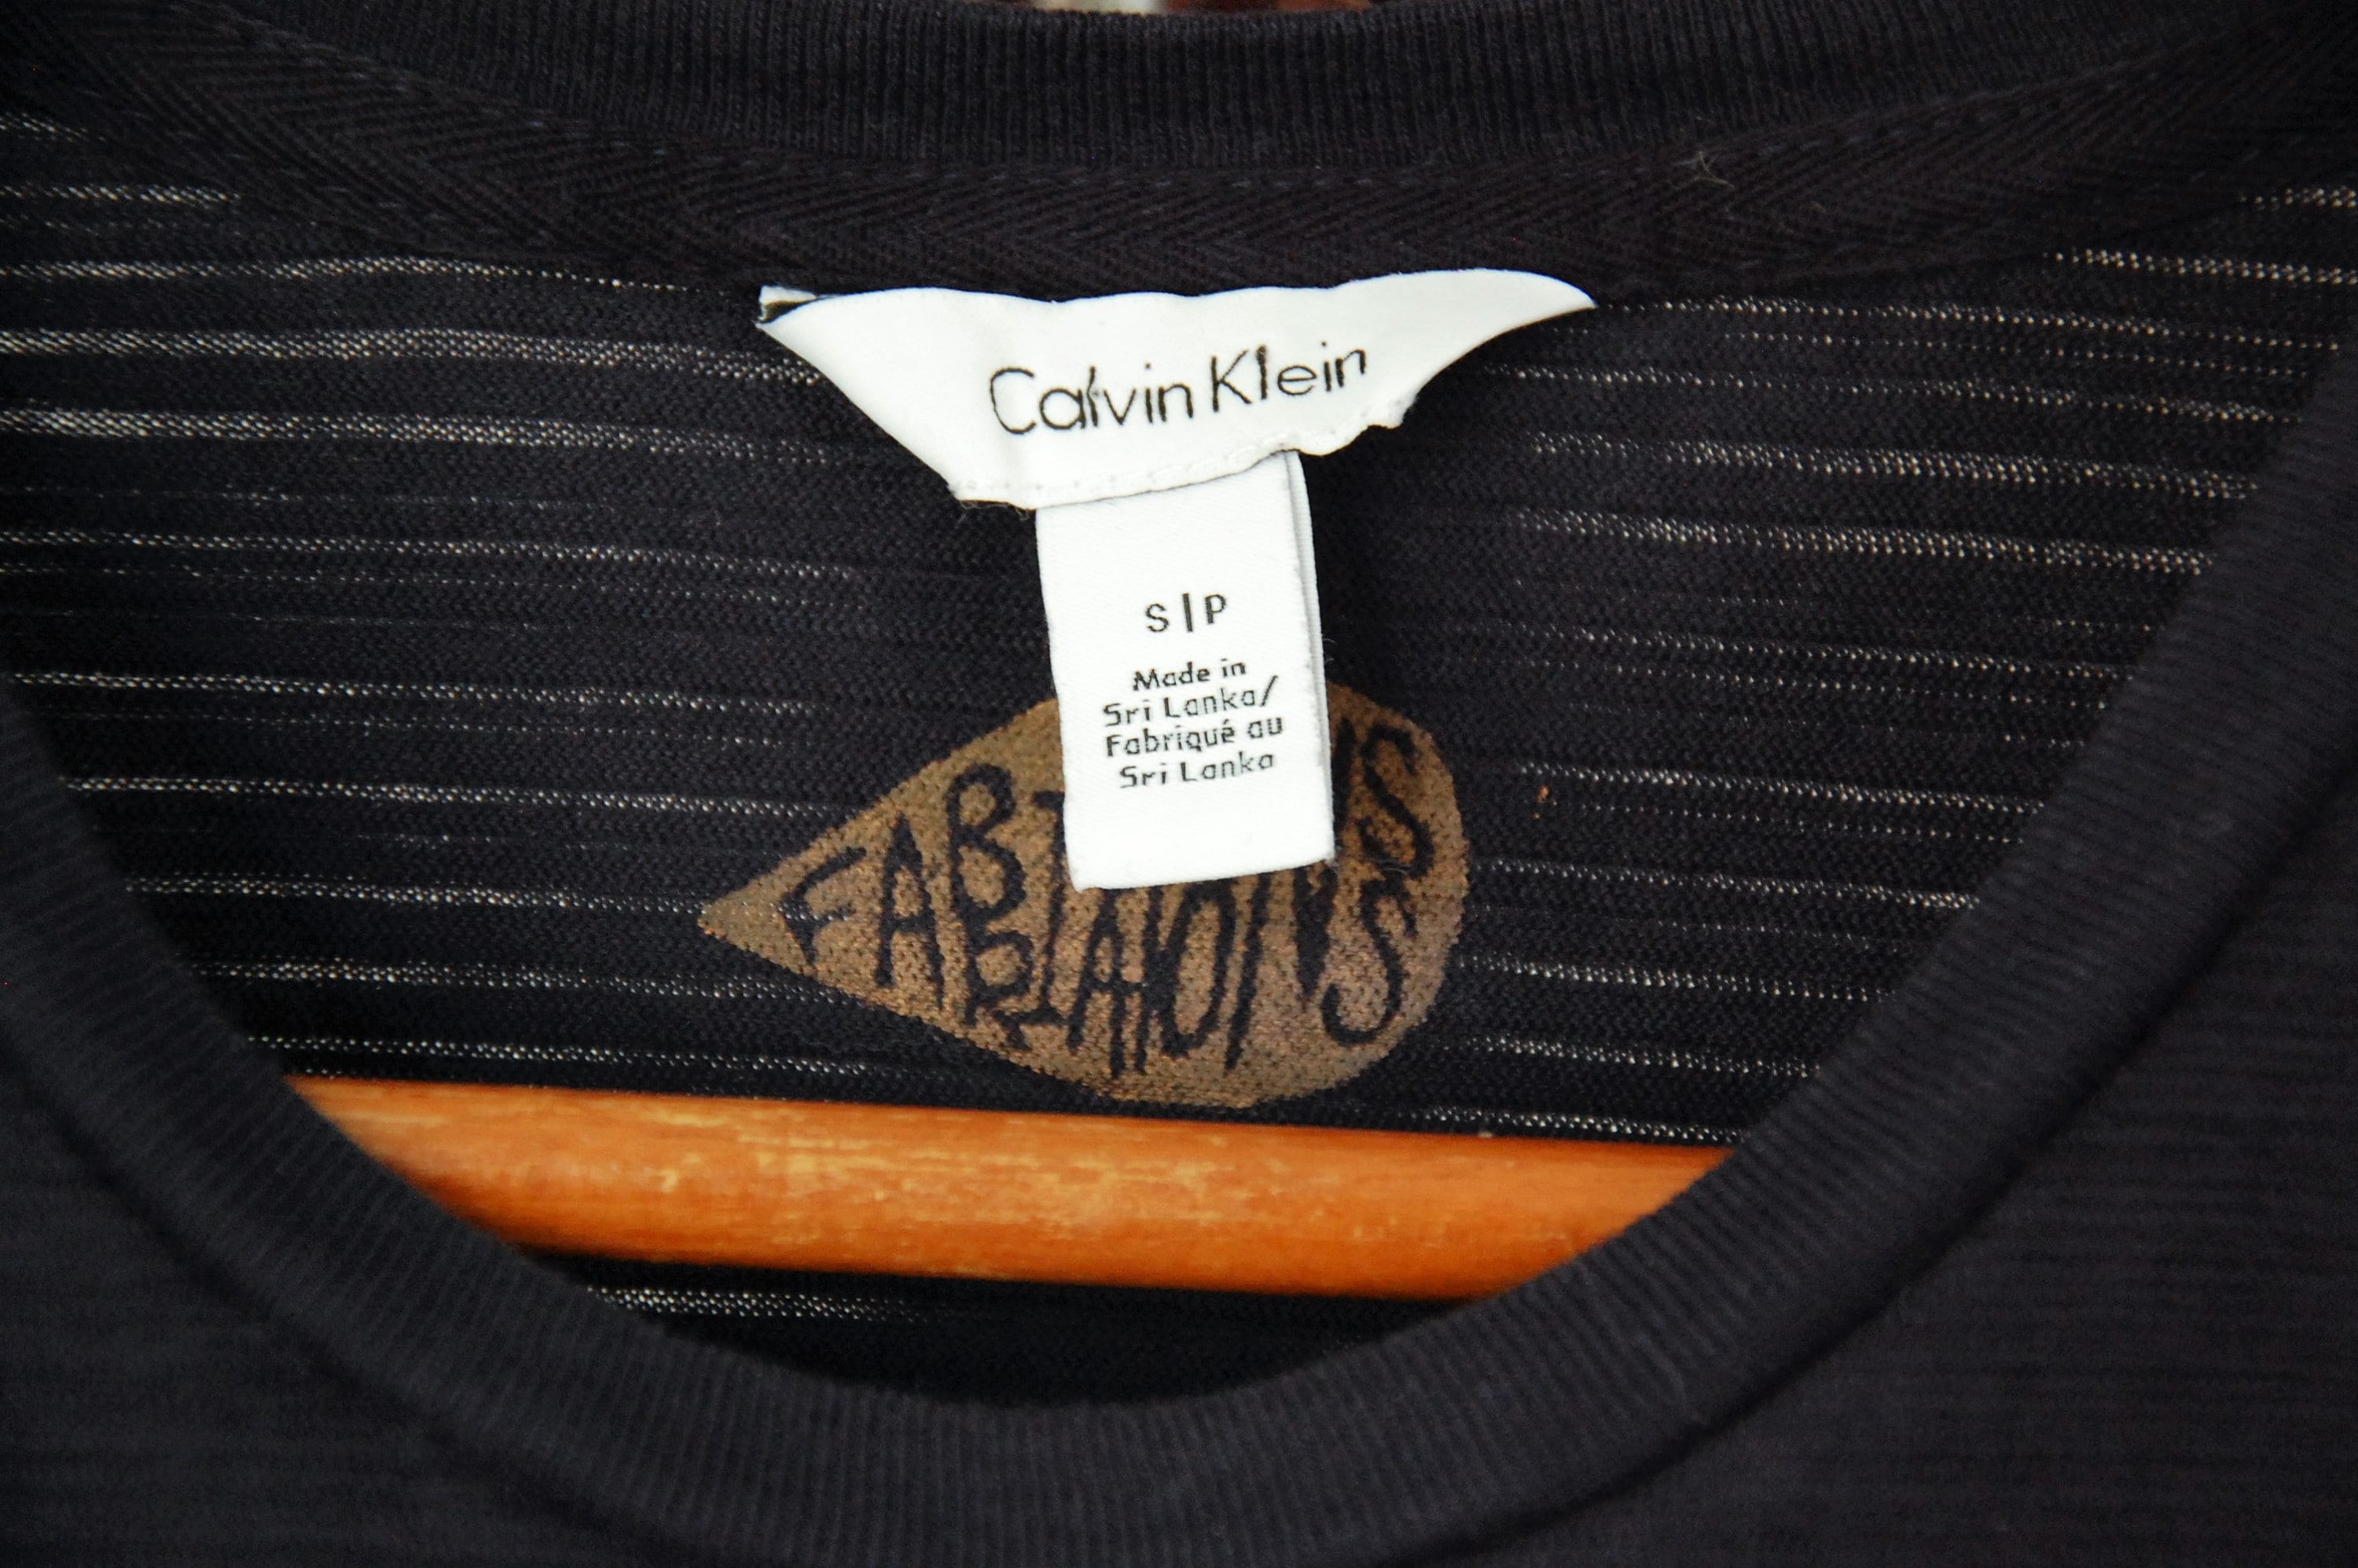 Calvin Klein
S|P
Made in
Sri Lanka/
Fabriqué au
Sri Lanka